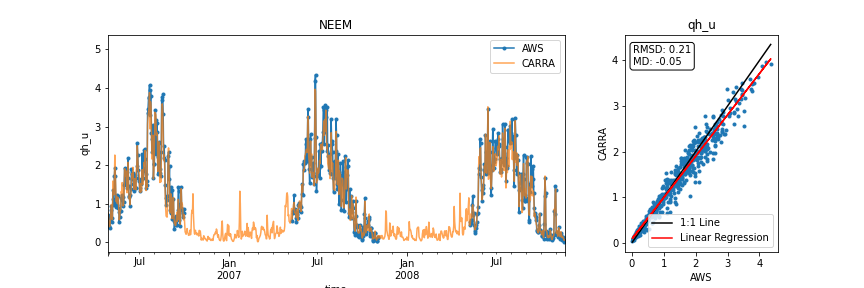 NEEM
qh_u
5
4
3
2
1
0
qh_u
AWS
CARRA
Jul
Jan
2007
Jul
Jan
2008
Jul
time
RMSD: 0.21
MD: -0.05
4
3
2
1
0
CARRA
1:1 Line
Linear Regression
0 1 2 3 4
AWS